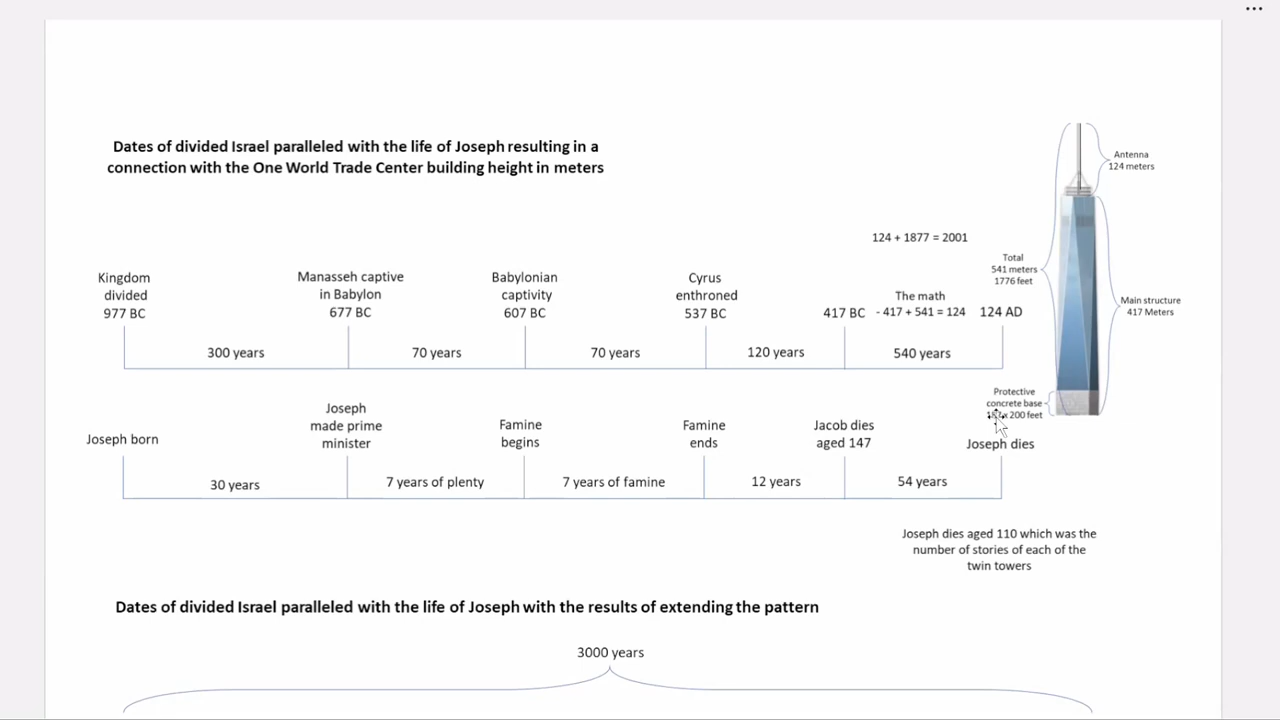 Dates of divided Israel paralleled with the life of Joseph resulting in a
connection with the One World Trade Center building height in meters
Antenna
124 meters
124 + 1877 = 2001
Total
541 meters
1776 feet
Main structure
417 Meters
Kingdom
divided
977 BC
Manasseh captive
in Babylon
677 BC
Babylonian
captivity
607 BC
Cyrus
enthroned
537 BC
417 BC
The math
- 417 + 541 = 124
124 AD
300 years
70 years
70 years
120 years
540 years
Protective
concrete base
200 feet
Joseph born
Joseph
made prime
minister
Famine
begins
Famine
ends
Jacob dies
aged 147
Joseph dies
30 years
7 years of plenty
7 years of famine
12 years
54 years
Joseph dies aged 110 which was the
number of stories of each of the
twin towers
Dates of divided Israel paralleled with the life of Joseph with the results of extending the pattern
3000 years